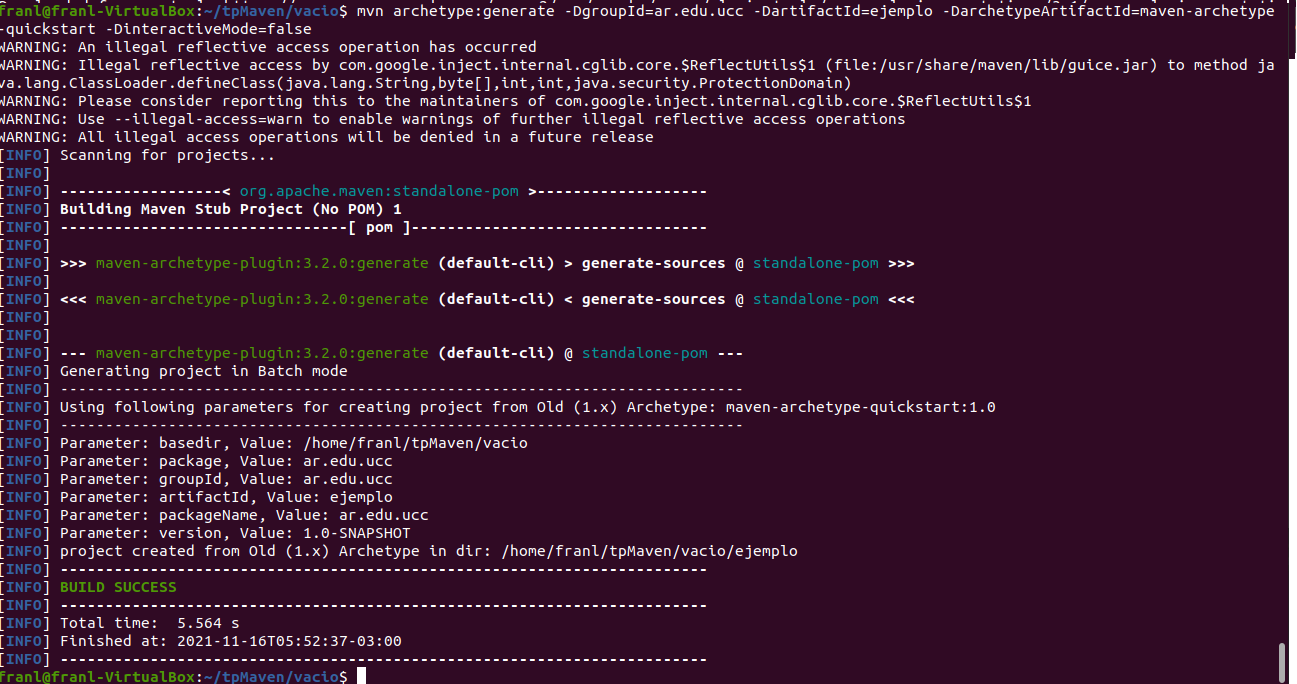 franl@franl-VirtualBox:~/tpMaven/vacio$ mvn archetype:generate -DgroupId=ar.edu.ucc -DartifactId=ejemplo -DarchetypeArtifactId=maven-archetype
-quickstart -DinteractiveMode=false
WARNING: An illegal reflective access operation has occurred
WARNING: Illegal reflective access by com.google.inject.internal.cglib.core.$ReflectUtils$1 (file:/usr/share/maven/lib/guice.jar) to method ja
va.lang.ClassLoader.defineClass(java.lang.String,byte[],int,int,java.security.ProtectionDomain)
WARNING: Please consider reporting this to the maintainers of com.google.inject.internal.cglib.core.$ReflectUtils$1
WARNING: Use --illegal-access=warn to enable warnings of further illegal reflective access operations
WARNING: All illegal access operations will be denied in a future release
[INFO] Scanning for projects...
[INFO]
[INFO] ------------------< org.apache.maven:standalone-pom >-------------------
[INFO] Building Maven Stub Project (No POM) 1
[INFO] --------------------------------[ pom ]---------------------------------
[INFO]
[INFO] >>> maven-archetype-plugin:3.2.0:generate (default-cli) > generate-sources @ standalone-pom >>>
[INFO]
[INFO] <<< maven-archetype-plugin:3.2.0:generate (default-cli) < generate-sources @ standalone-pom <<<
[INFO]
[INFO]
[INFO] --- maven-archetype-plugin:3.2.0:generate (default-cli) @ standalone-pom ---
[INFO] Generating project in Batch mode
[INFO] ----------------------------------------------------------------------------
[INFO] Using following parameters for creating project from Old (1.x) Archetype: maven-archetype-quickstart:1.0
[INFO] ----------------------------------------------------------------------------
[INFO] Parameter: basedir, Value: /home/franl/tpMaven/vacio
[INFO] Parameter: package, Value: ar.edu.ucc
[INFO] Parameter: groupId, Value: ar.edu.ucc
[INFO] Parameter: artifactId, Value: ejemplo
[INFO] Parameter: packageName, Value: ar.edu.ucc
[INFO] Parameter: version, Value: 1.0-SNAPSHOT
[INFO] project created from Old (1.x) Archetype in dir: /home/franl/tpMaven/vacio/ejemplo
[INFO] ------------------------------------------------------------------------
[INFO] BUILD SUCCESS
[INFO] ------------------------------------------------------------------------
[INFO] Total time:  5.564 s
[INFO] Finished at: 2021-11-16T05:52:37-03:00
[INFO] ------------------------------------------------------------------------
franl@franl-VirtualBox:~/tpMaven/vacio$